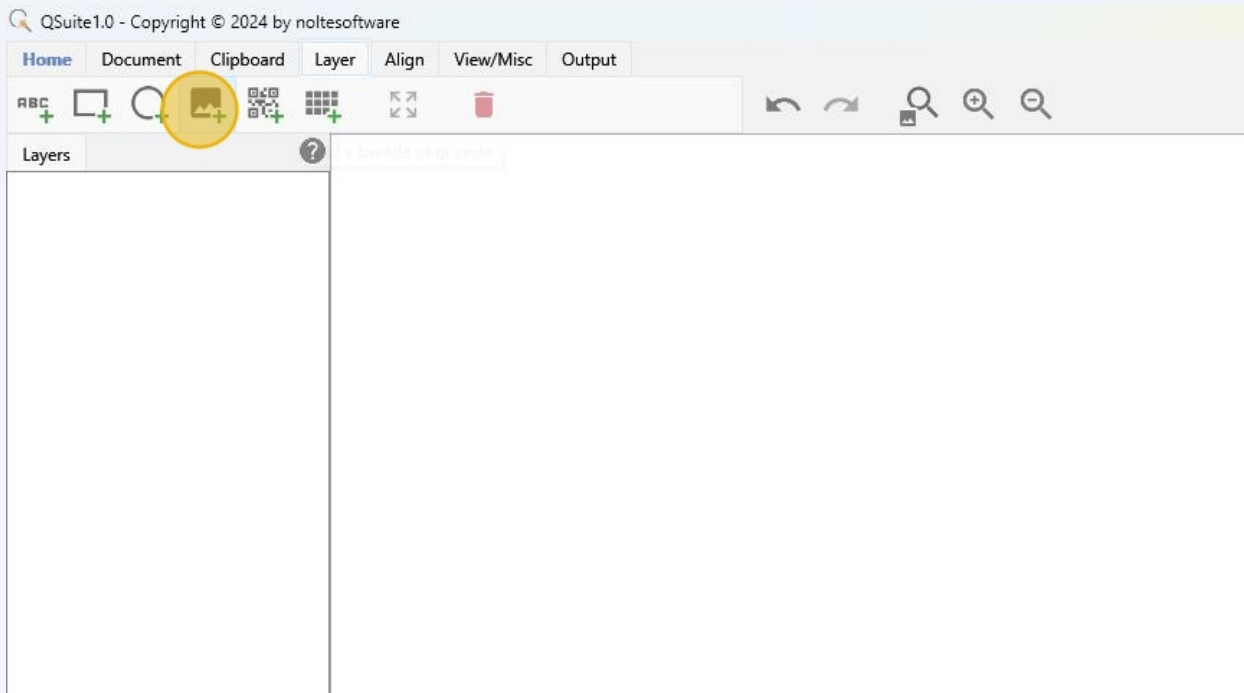 QSuite1.0 - Copyright © 2024 by noltesoftware
Home Document Clipboard Layer Align View/Misc Output
ABC
Layers ?